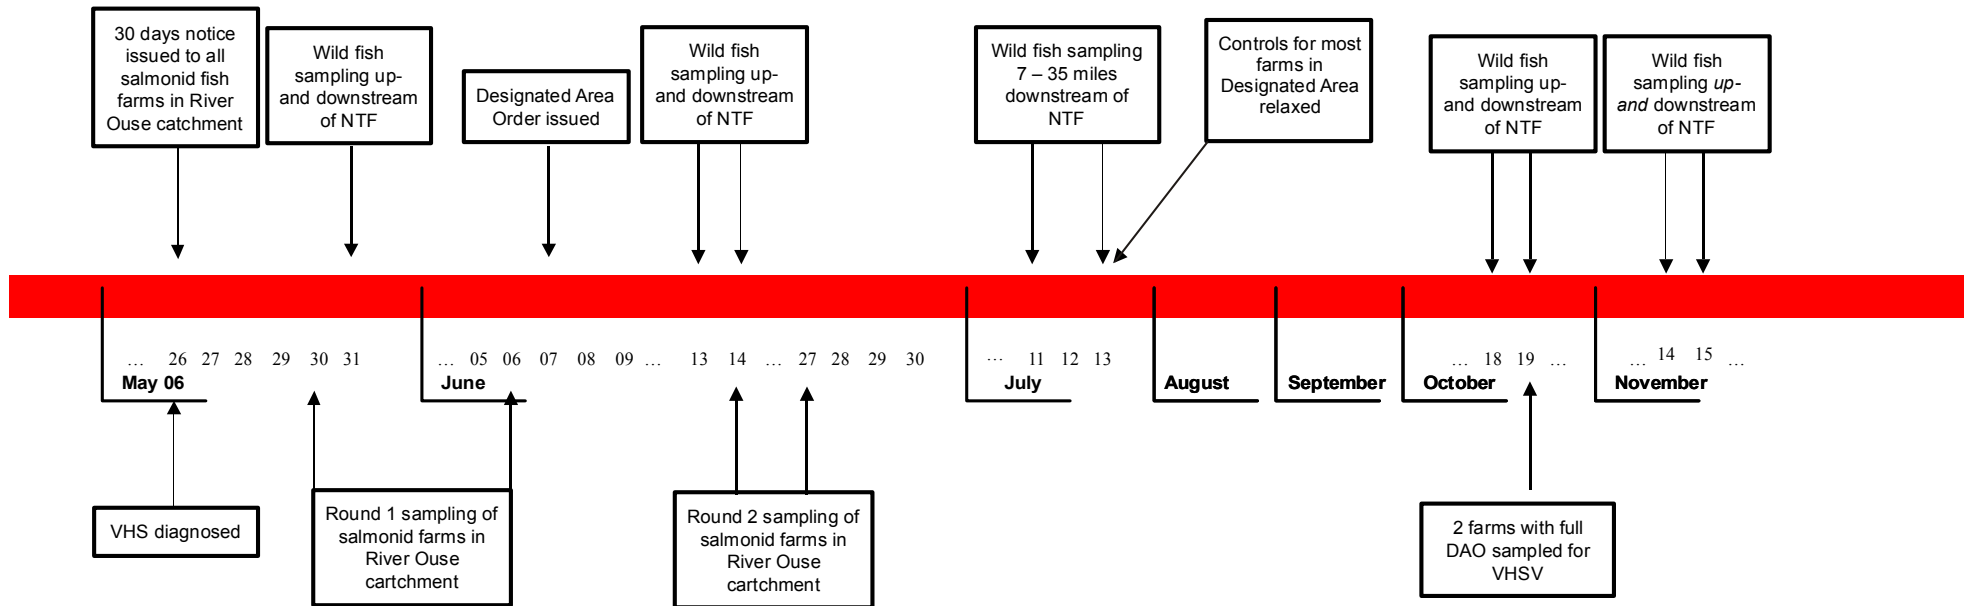 30 days notice
issued to all
salmonid fish
farms in River
Ouse catchment
Wild fish
sampling up-
and downstream
of NTF
Designated Area
Order issued
Wild fish
sampling up-
and downstream
of NTF
Wild fish sampling
7 – 35 miles
downstream of
NTF
Controls for most
farms in
Designated Area
relaxed
Wild fish
sampling up-
and downstream
of NTF
Wild fish
sampling up-
and downstream
of NTF
... 26 27 28 29 30 31
May 06
... 05 06 07 08 09 ... 13 14 ... 27 28 29 30
June
... 11 12 13
July
August
September
... 18 19 ...
October
... 14 15 ...
November
VHS diagnosed
Round 1 sampling of
salmonid farms in
River Ouse
cartchment
Round 2 sampling of
salmonid farms in
River Ouse
cartchment
2 farms with full
DAO sampled for
VHSV